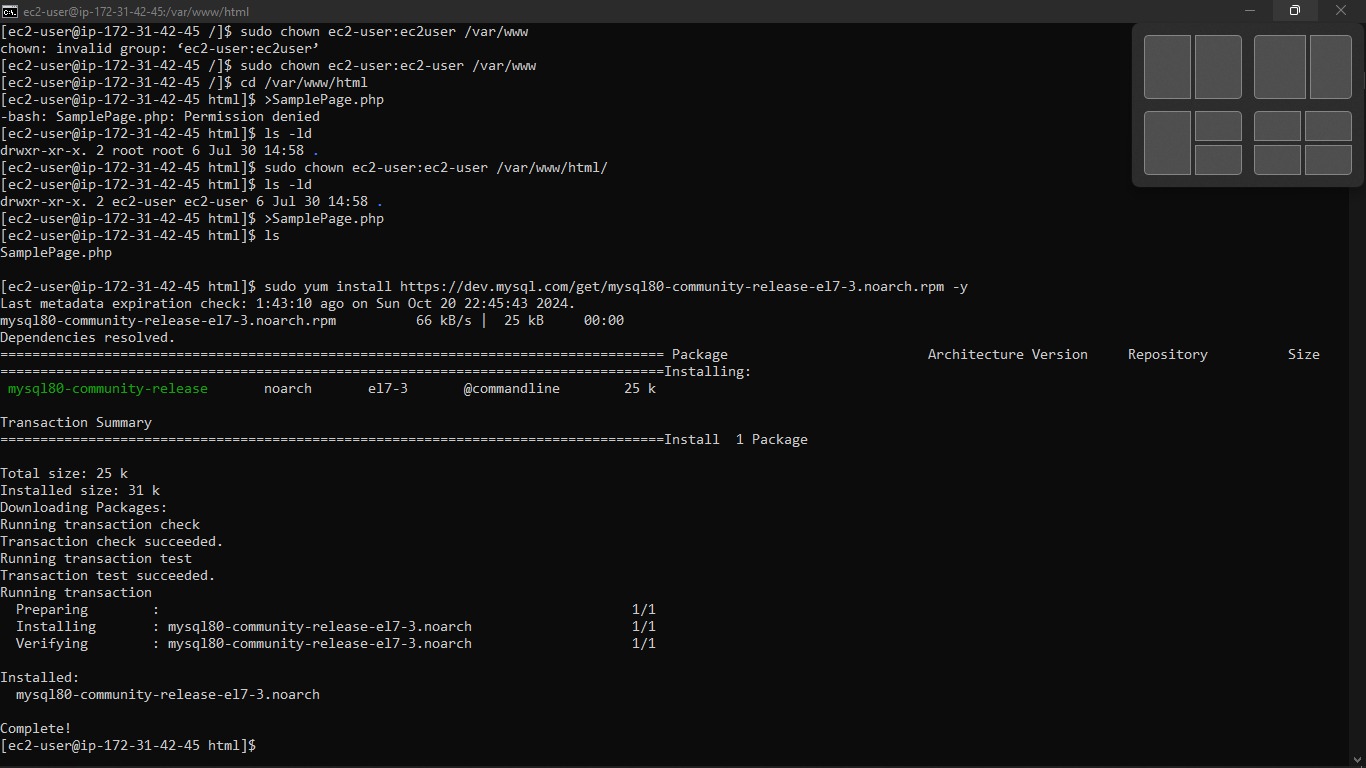 ec2-user@ip-172-31-42-45:/var/www/html
[ec2-user@ip-172-31-42-45 /]$ sudo chown ec2-user:ec2user /var/www
chown: invalid group: ‘ec2-user:ec2user’
[ec2-user@ip-172-31-42-45 /]$ sudo chown ec2-user:ec2-user /var/www
[ec2-user@ip-172-31-42-45 /]$ cd /var/www/html
[ec2-user@ip-172-31-42-45 html]$ >SamplePage.php
-bash: SamplePage.php: Permission denied
[ec2-user@ip-172-31-42-45 html]$ ls -ld
drwxr-xr-x. 2 root root 6 Jul 30 14:58 .
[ec2-user@ip-172-31-42-45 html]$ sudo chown ec2-user:ec2-user /var/www/html/
[ec2-user@ip-172-31-42-45 html]$ ls -ld
drwxr-xr-x. 2 ec2-user ec2-user 6 Jul 30 14:58 .
[ec2-user@ip-172-31-42-45 html]$ >SamplePage.php
[ec2-user@ip-172-31-42-45 html]$ ls
SamplePage.php
[ec2-user@ip-172-31-42-45 html]$ sudo yum install https://dev.mysql.com/get/mysql80-community-release-el7-3.noarch.rpm -y
Last metadata expiration check: 1:43:10 ago on Sun Oct 20 22:45:43 2024.
mysql80-community-release-el7-3.noarch.rpm 66 kB/s | 25 kB 00:00
Dependencies resolved.
=================================================================================== Package Architecture Version Repository Size
===================================================================================Installing:
mysql80-community-release noarch el7-3 @commandline 25 k
Transaction Summary
===================================================================================Install 1 Package
Total size: 25 k
Installed size: 31 k
Downloading Packages:
Running transaction check
Transaction check succeeded.
Running transaction test
Transaction test succeeded.
Running transaction
Preparing : 1/1
Installing : mysql80-community-release-el7-3.noarch 1/1
Verifying : mysql80-community-release-el7-3.noarch 1/1
Installed:
mysql80-community-release-el7-3.noarch
Complete!
[ec2-user@ip-172-31-42-45 html]$